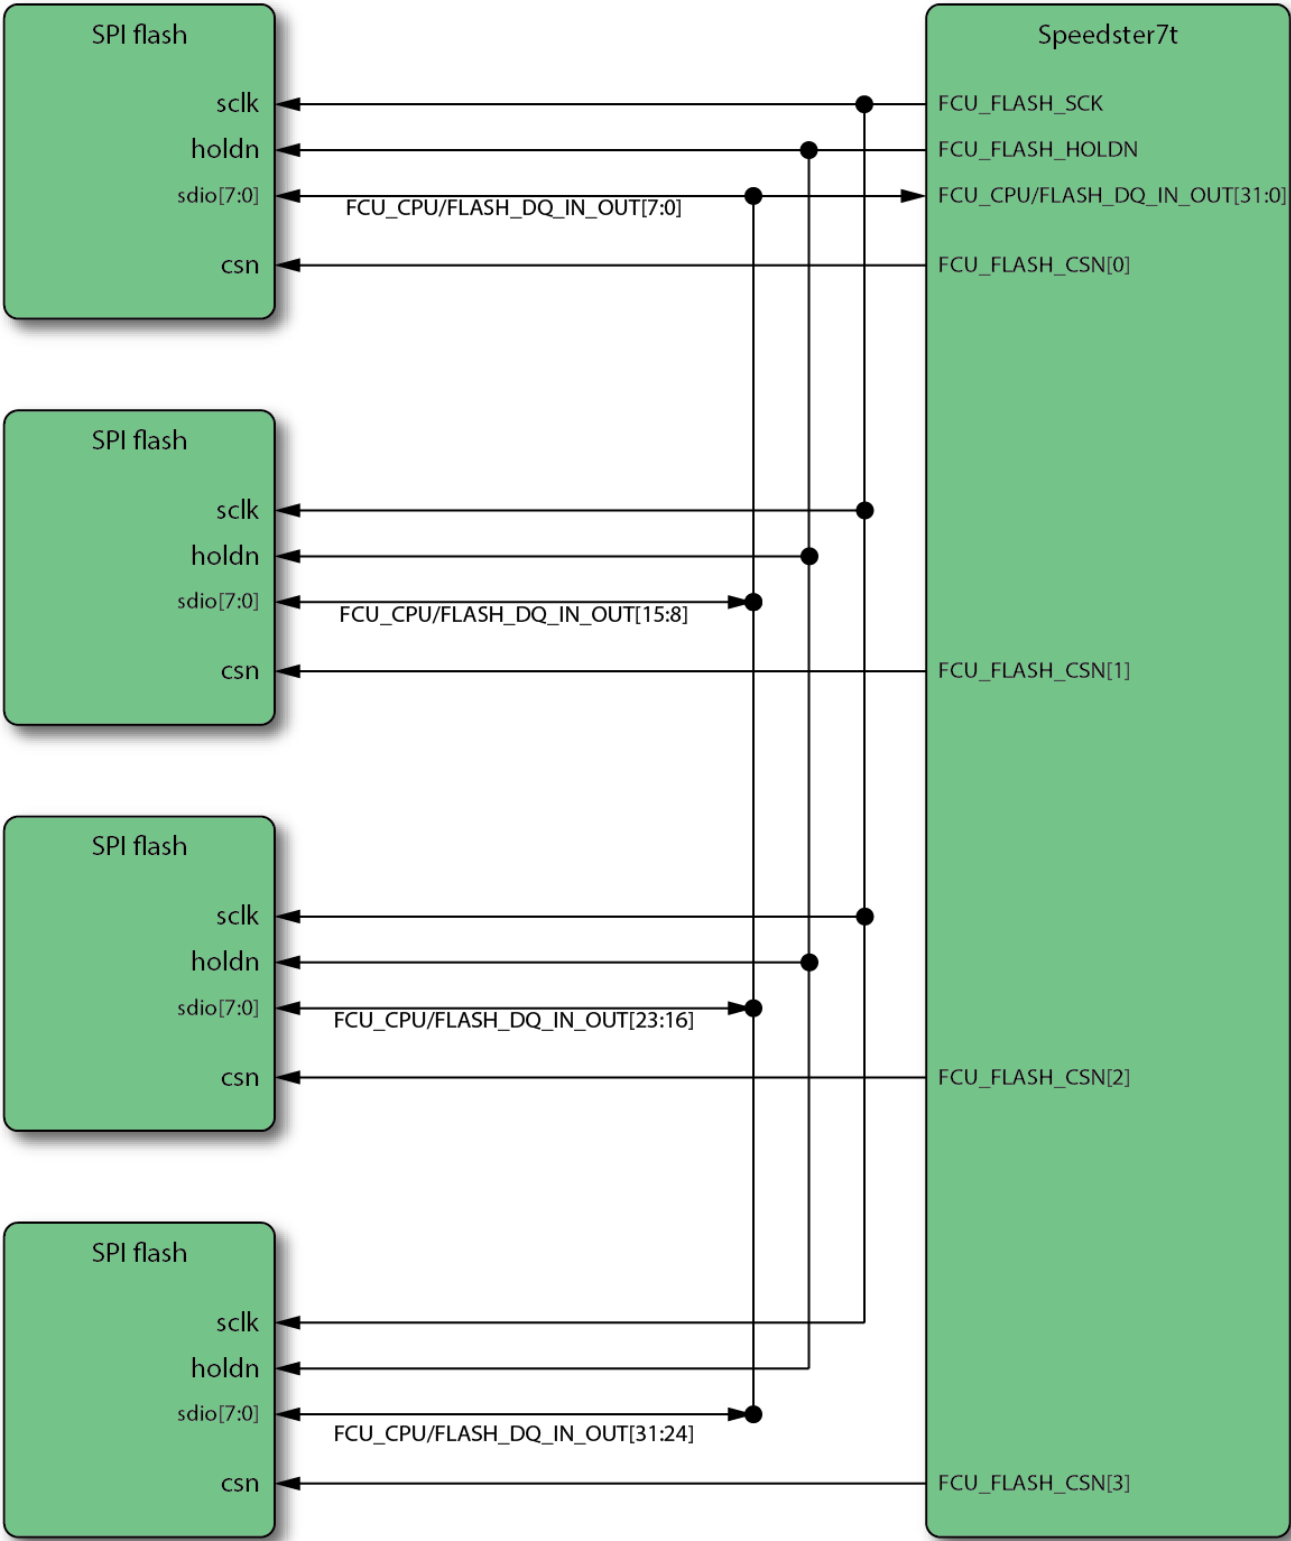 SPI flash
sclk
holdn
sdio[7:0]
csn
FCU_CPU/FLASH_DQ_IN_OUT[7:0]
SPI flash
sclk
holdn
sdio[7:0]
csn
FCU_CPU/FLASH_DQ_IN_OUT[15:8]
SPI flash
sclk
holdn
sdio[7:0]
csn
FCU_CPU/FLASH_DQ_IN_OUT[23:16]
SPI flash
sclk
holdn
sdio[7:0]
csn
FCU_CPU/FLASH_DQ_IN_OUT[31:24]
Speedster7t
FCU_FLASH_SCK
FCU_FLASH_HOLDN
FCU_CPU/FLASH_DQ_IN_OUT[31:0]
FCU_FLASH_CSN[0]
FCU_FLASH_CSN[1]
FCU_FLASH_CSN[2]
FCU_FLASH_CSN[3]